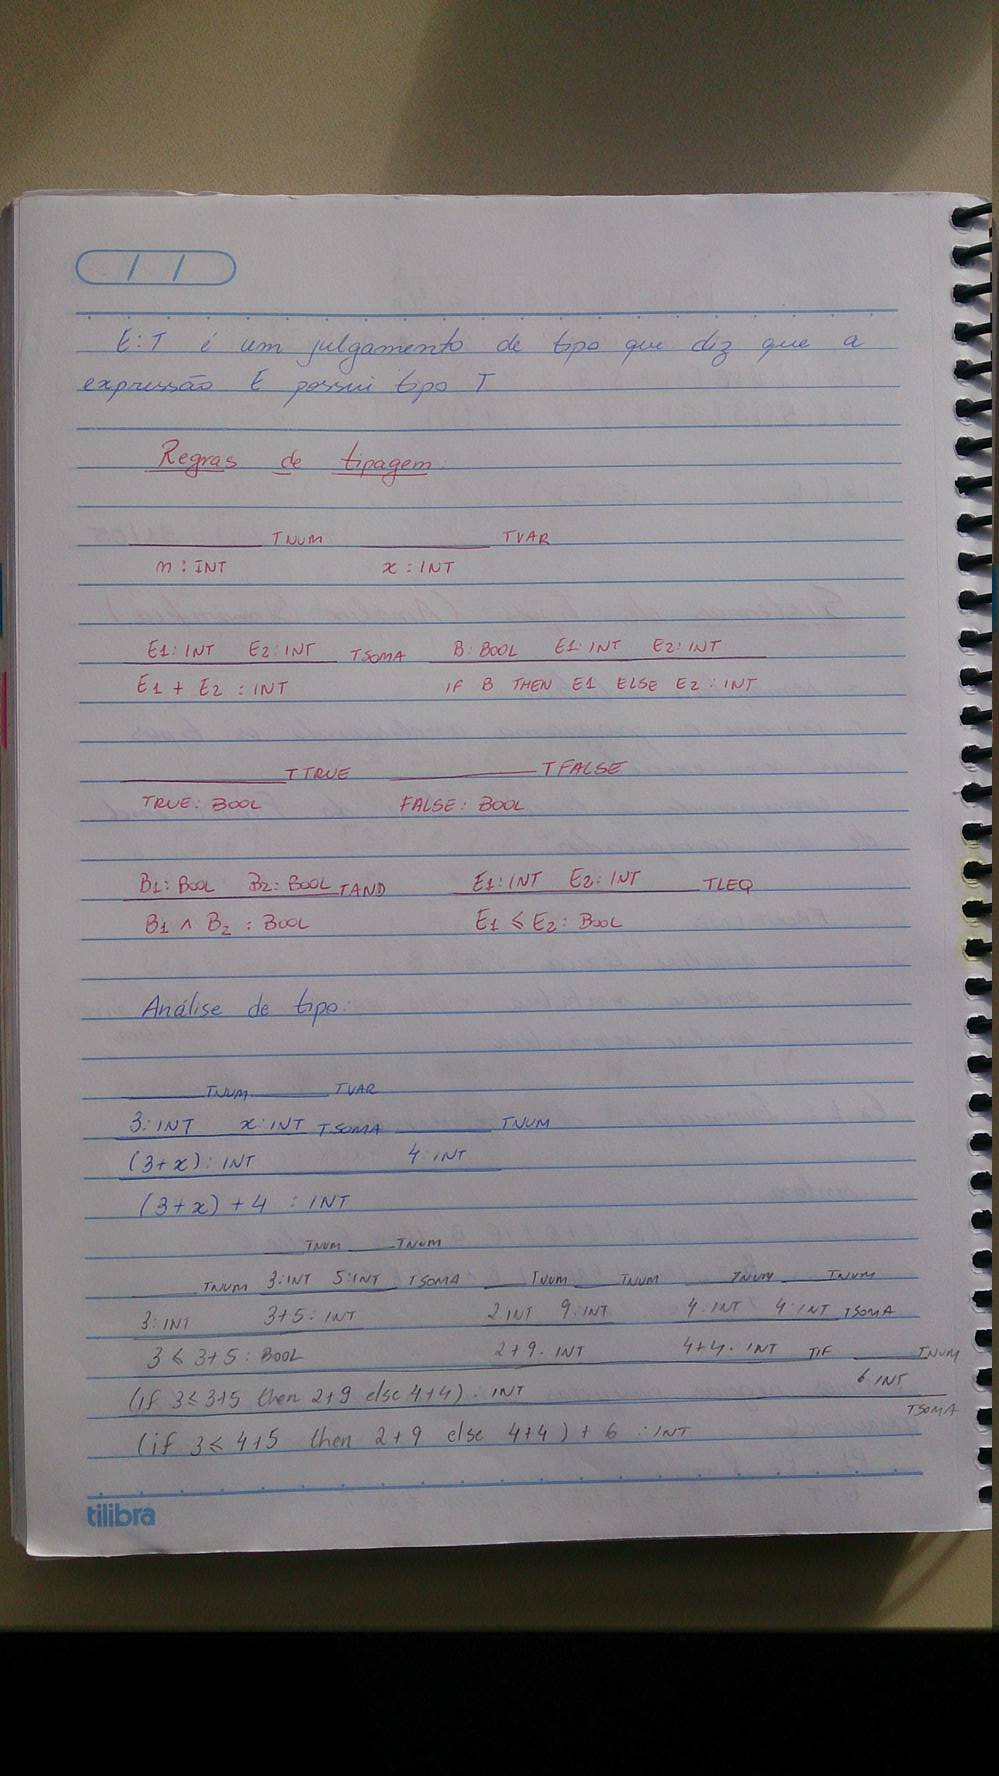 E:T é um julgamento de tipo que diz que a
expressão E possui tipo T
Regras de tipagem
TNUM TVAR
n : INT x : INT
E1: INT E2: INT TSOMA B: BOOL E1: INT E2: INT
E1 + E2 : INT IF B THEN E1 ELSE E2 : INT
TTRUE TFALSE
TRUE: BOOL FALSE: BOOL
B1: BOOL B2: BOOL TAND E1: INT E2: INT TLEQ
B1 ∧ B2 : BOOL E1 ≤ E2: BOOL
Análise de tipo:
TNUM TVAR
3: INT x: INT TSOMA TNUM
(3+x): INT 4: INT
(3+x) + 4 : INT
TNUM TNUM
TNUM 3: INT 5: INT TSOMA TNUM TNUM TNUM TNUM
3: INT 3+5: INT 2: INT 9: INT 4: INT 4: INT TSOMA
3 ≤ 3+5 : BOOL 2+9: INT 4+4: INT TIF TNUM
6: INT
(if 3 ≤ 3+5 then 2+9 else 4+4) : INT
TSOMA
(if 3 ≤ 4+5 then 2+9 else 4+4) + 6 : INT
tilibra